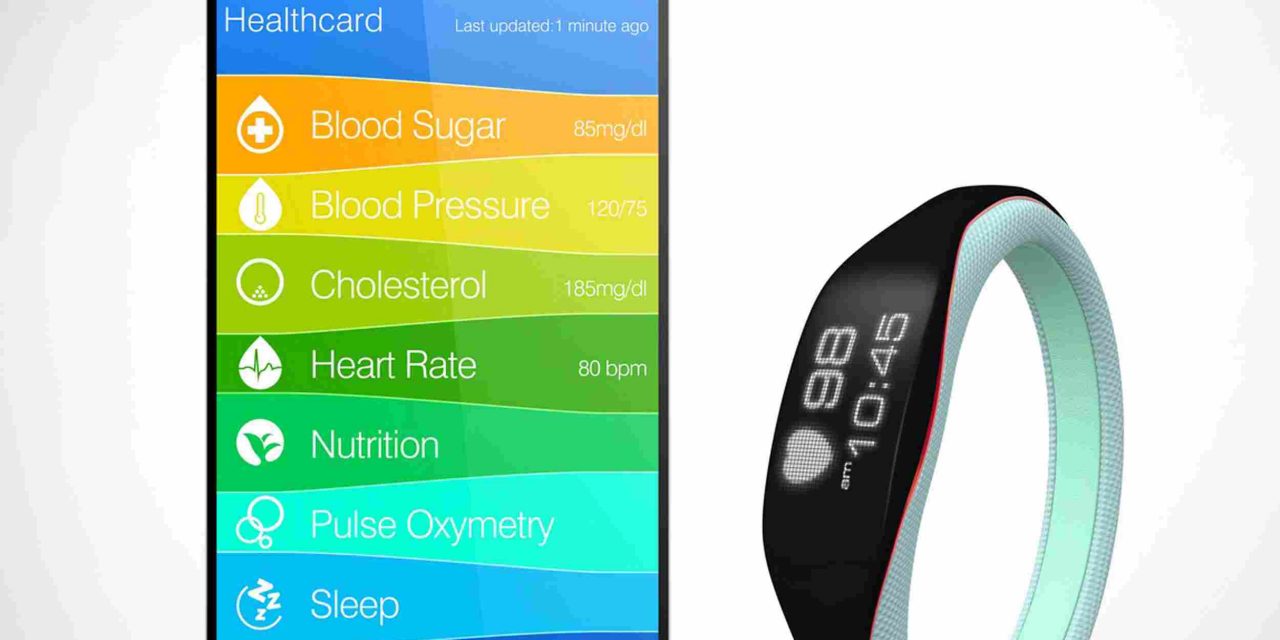 Healthcard
Last updated:1 minute ago
Blood Sugar 85mg/dl
Blood Pressure 120/75
Cholesterol 185mg/dl
Heart Rate 80 bpm
Nutrition
Pulse Oxymetry
Sleep
98
am 10:45